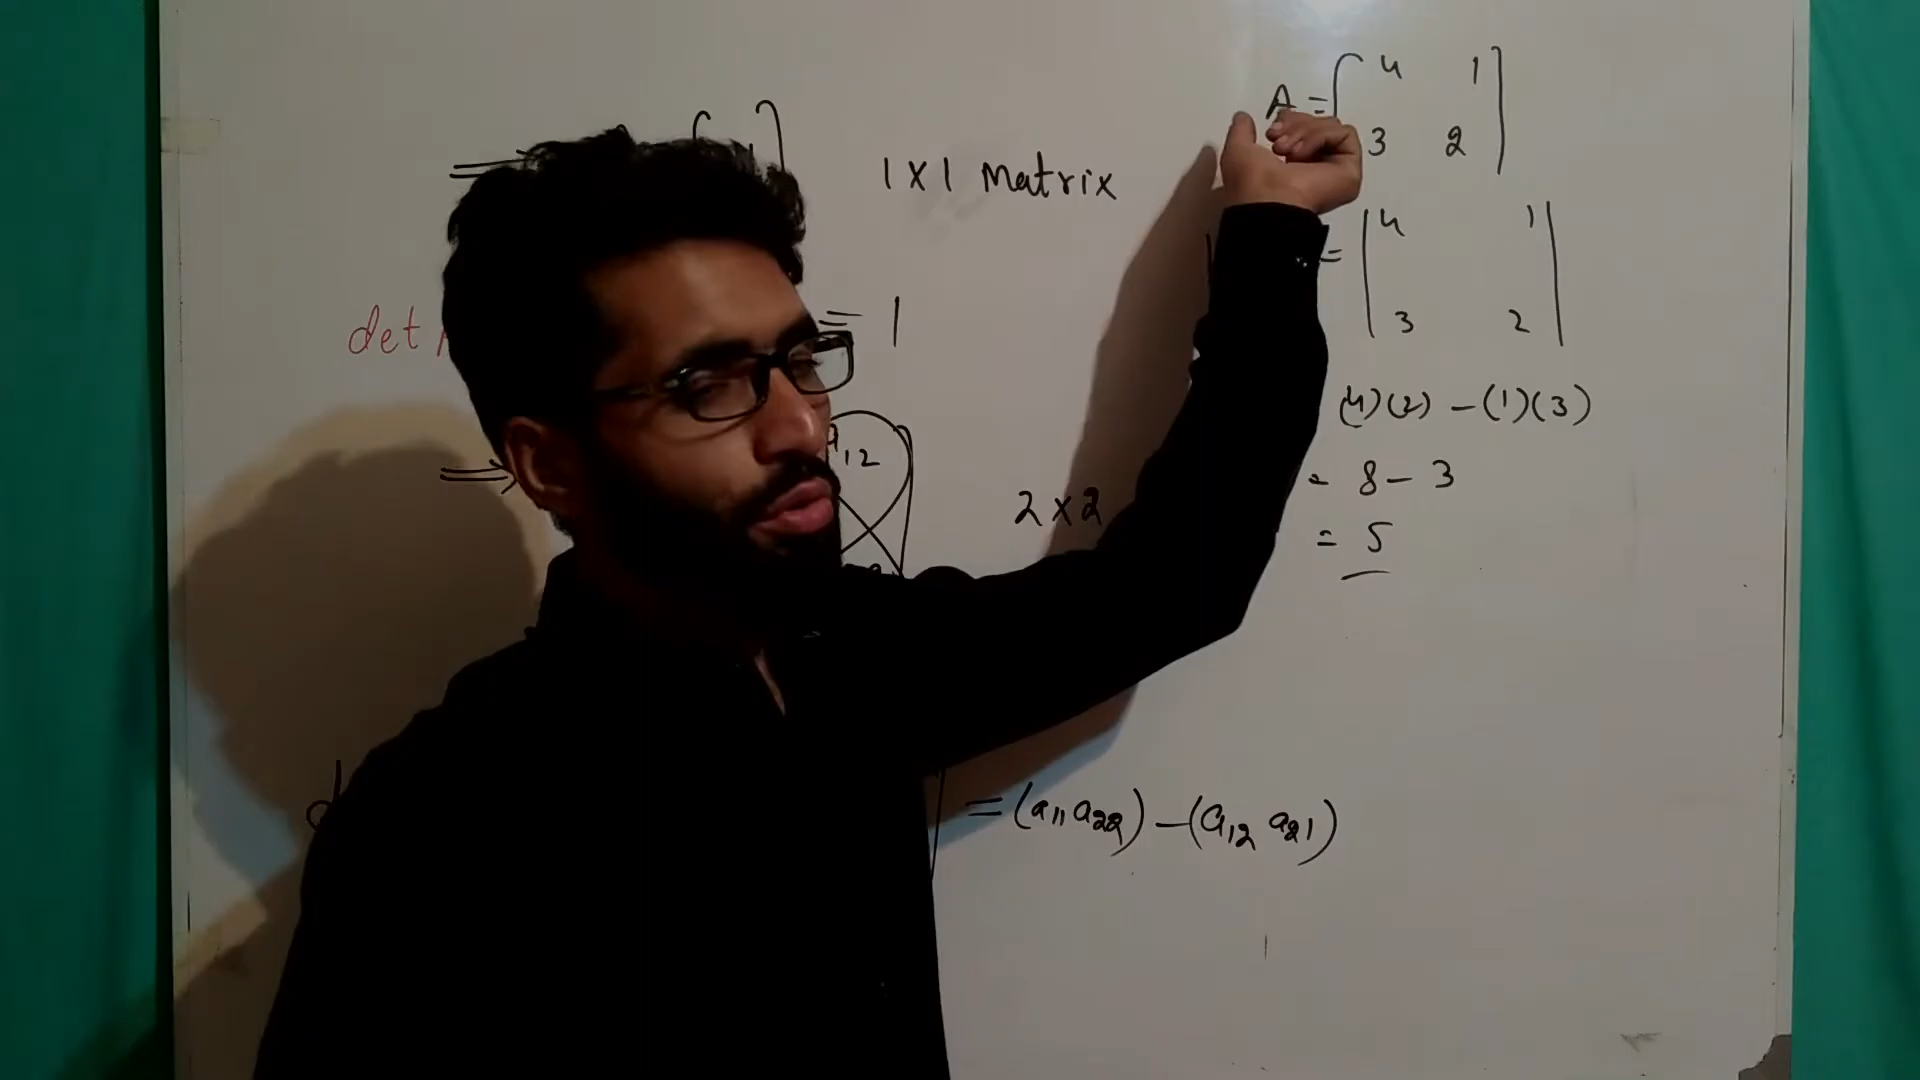 1 X 1 Matrix
det
= 1
12
2 x 2
= (a11 a22) - (a12 a21)
A = [ 4 1
3 2 ]
= | 4 1 |
| 3 2 |
(4)(2) - (1)(3)
= 8 - 3
= 5